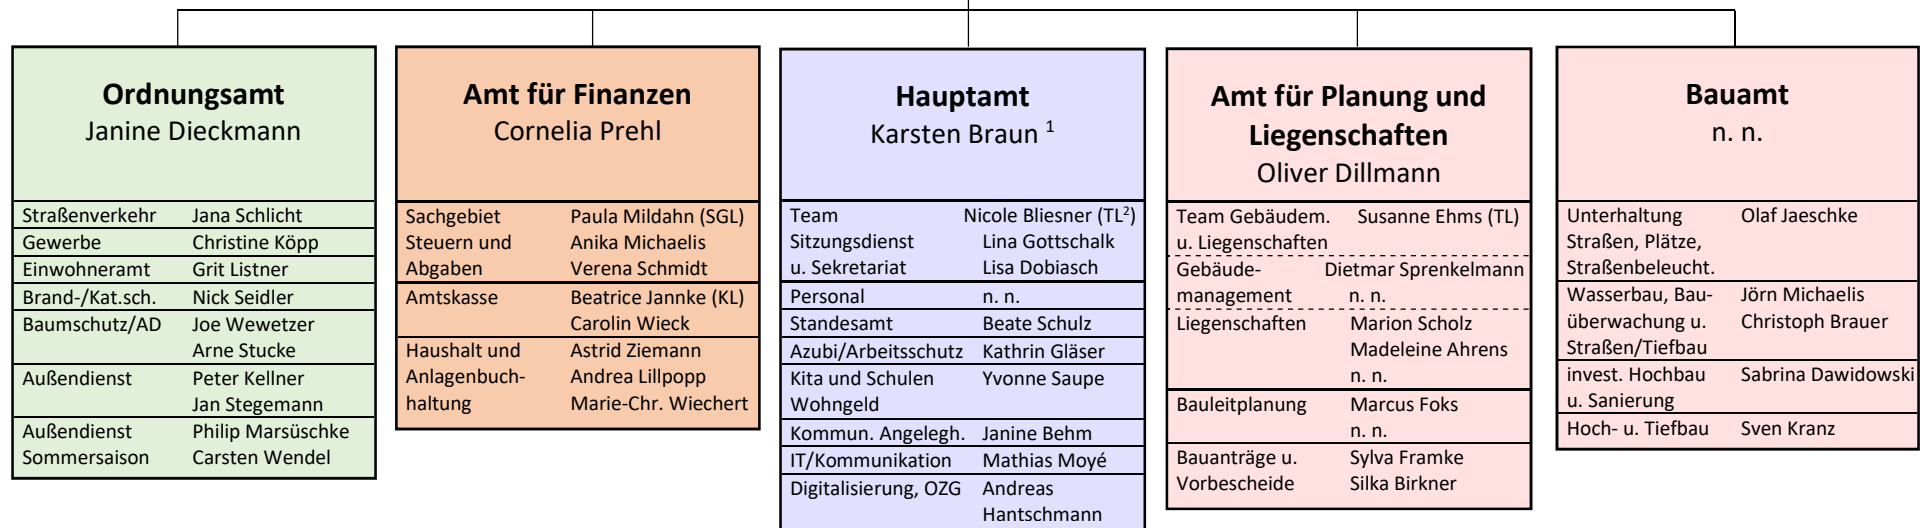 Ordnungsamt
Janine Dieckmann
Straßenverkehr Jana Schlicht
Gewerbe Christine Köpp
Einwohneramt Grit Listner
Brand-/Kat.sch. Nick Seidler
Baumschutz/AD Joe Wewetzer
Arne Stucke
Außendienst Peter Kellner
Jan Stegemann
Außendienst Philip Marsüschke
Sommersaison Carsten Wendel
Amt für Finanzen
Cornelia Prehl
Sachgebiet Paula Mildahn (SGL)
Steuern und Anika Michaelis
Abgaben Verena Schmidt
Amtskasse Beatrice Jannke (KL)
Carolin Wieck
Haushalt und Astrid Ziemann
Anlagenbuch- Andrea Lillpopp
haltung Marie-Chr. Wiechert
Hauptamt
Karsten Braun ¹
Team Nicole Bliesner (TL²)
Sitzungsdienst Lina Gottschalk
u. Sekretariat Lisa Dobiasch
Personal n. n.
Standesamt Beate Schulz
Azubi/Arbeitsschutz Kathrin Gläser
Kita und Schulen Yvonne Saupe
Wohngeld
Kommun. Angelegh. Janine Behm
IT/Kommunikation Mathias Moyé
Digitalisierung, OZG Andreas
Hantschmann
Amt für Planung und
Liegenschaften
Oliver Dillmann
Team Gebäudem. Susanne Ehms (TL)
u. Liegenschaften
Gebäude- Dietmar Sprenkelmann
management n. n.
Liegenschaften Marion Scholz
Madeleine Ahrens
n. n.
Bauleitplanung Marcus Foks
n. n.
Bauanträge u. Sylva Framke
Vorbescheide Silka Birkner
Bauamt
n. n.
Unterhaltung Olaf Jaeschke
Straßen, Plätze,
Straßenbeleucht.
Wasserbau, Bau- Jörn Michaelis
überwachung u. Christoph Brauer
Straßen/Tiefbau
invest. Hochbau Sabrina Dawidowski
u. Sanierung
Hoch- u. Tiefbau Sven Kranz